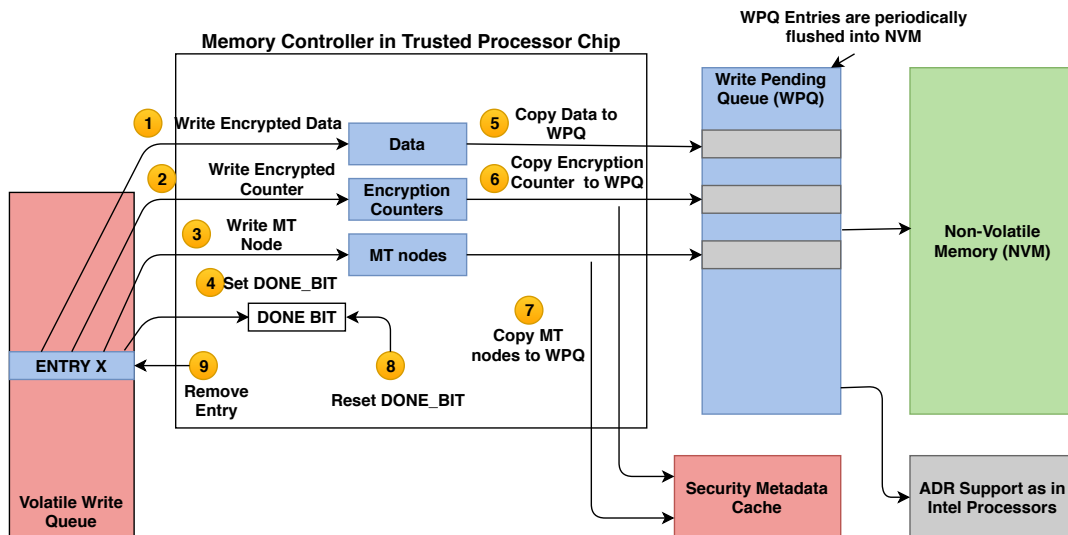 WPQ Entries are periodically
flushed into NVM
Memory Controller in Trusted Processor Chip
Write Pending
Queue (WPQ)
1
Write Encrypted Data
Data
5
Copy Data to
WPQ
2
Write Encrypted
Counter
Encryption
Counters
6
Copy Encryption
Counter to WPQ
3
Write MT
Node
MT nodes
Non-Volatile
Memory (NVM)
4
Set DONE_BIT
DONE BIT
7
Copy MT
nodes to WPQ
ENTRY X
9
Remove
Entry
8
Reset DONE_BIT
Volatile Write
Queue
Security Metadata
Cache
ADR Support as in
Intel Processors